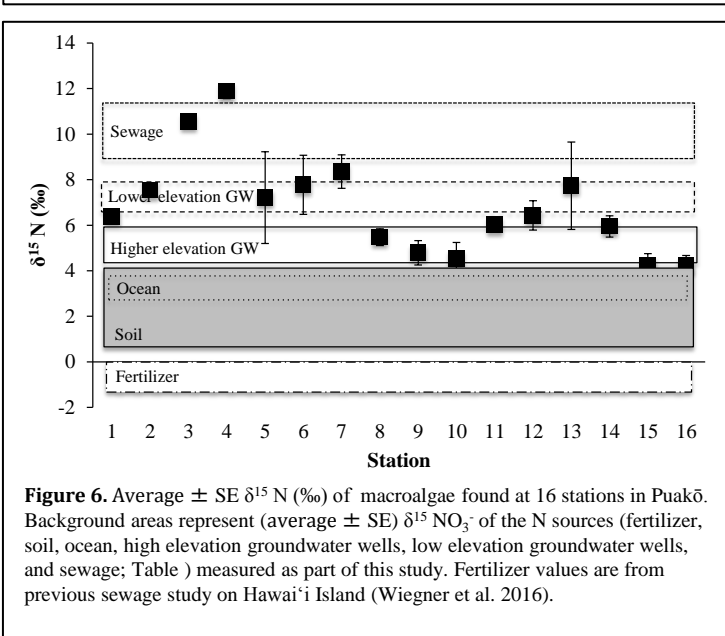 14
12
10
8
6
4
2
0
-2
δ¹⁵ N (‰)
Sewage
Lower elevation GW
Higher elevation GW
Ocean
Soil
Fertilizer
1 2 3 4 5 6 7 8 9 10 11 12 13 14 15 16
Station
Figure 6. Average ± SE δ¹⁵ N (‰) of macroalgae found at 16 stations in Puakō.
Background areas represent (average ± SE) δ¹⁵ NO₃⁻ of the N sources (fertilizer,
soil, ocean, high elevation groundwater wells, low elevation groundwater wells,
and sewage; Table ) measured as part of this study. Fertilizer values are from
previous sewage study on Hawaiʻi Island (Wiegner et al. 2016).